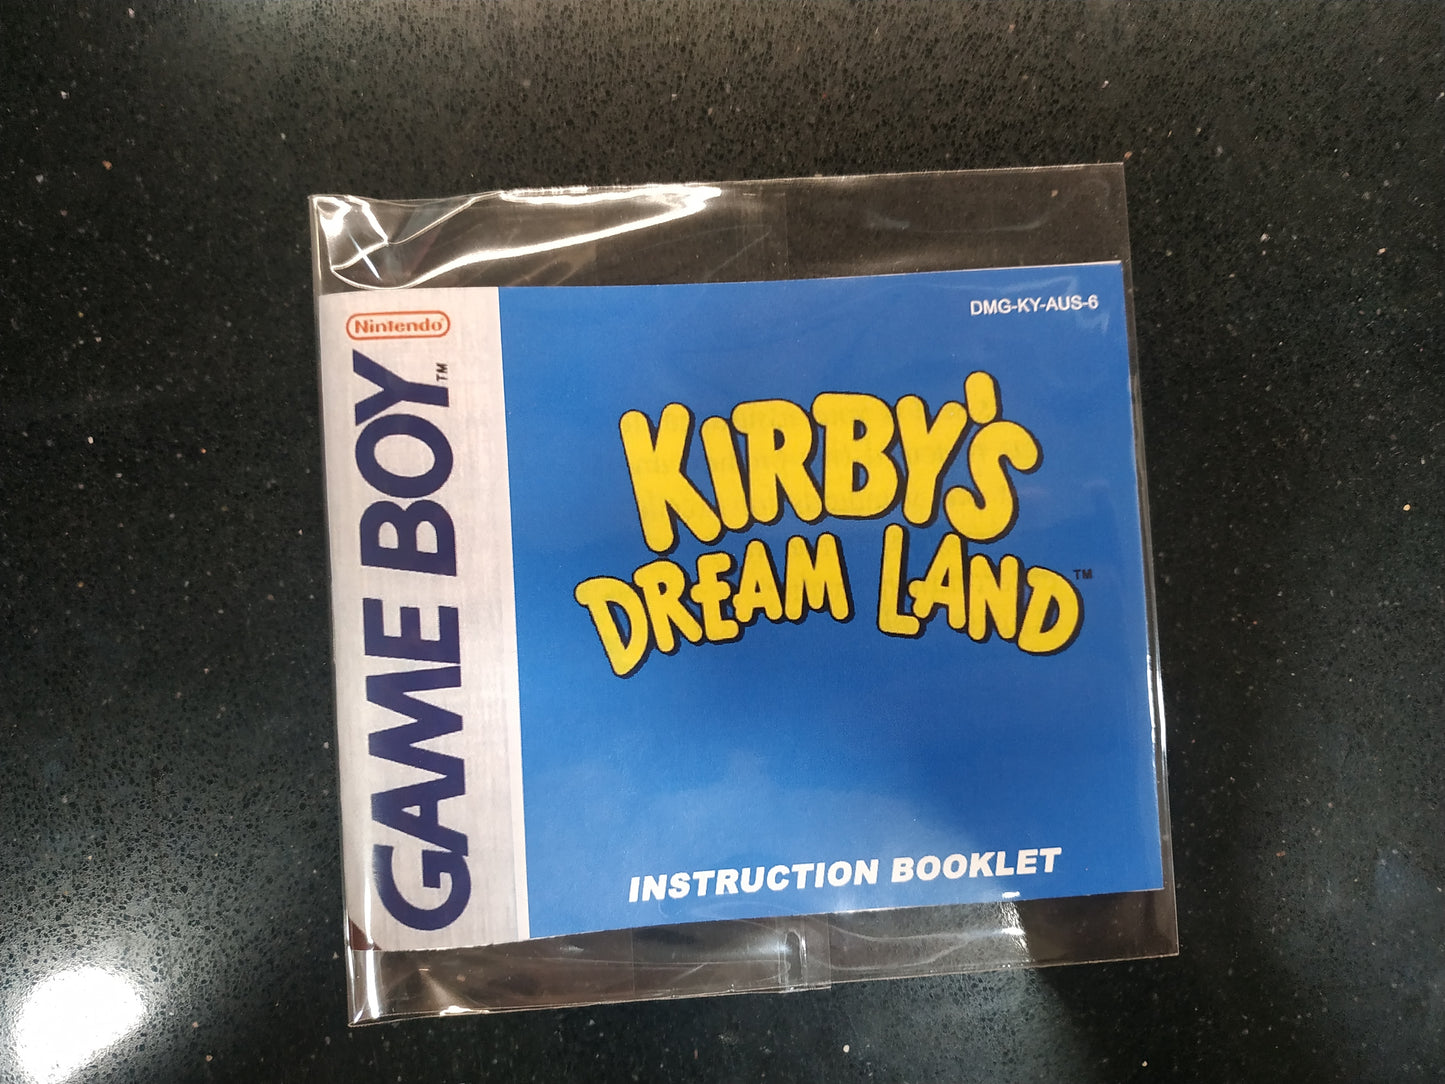 Nintendo
GAME BOY™
DMG-KY-AUS-6
KIRBY'S
DREAM LAND™
INSTRUCTION BOOKLET